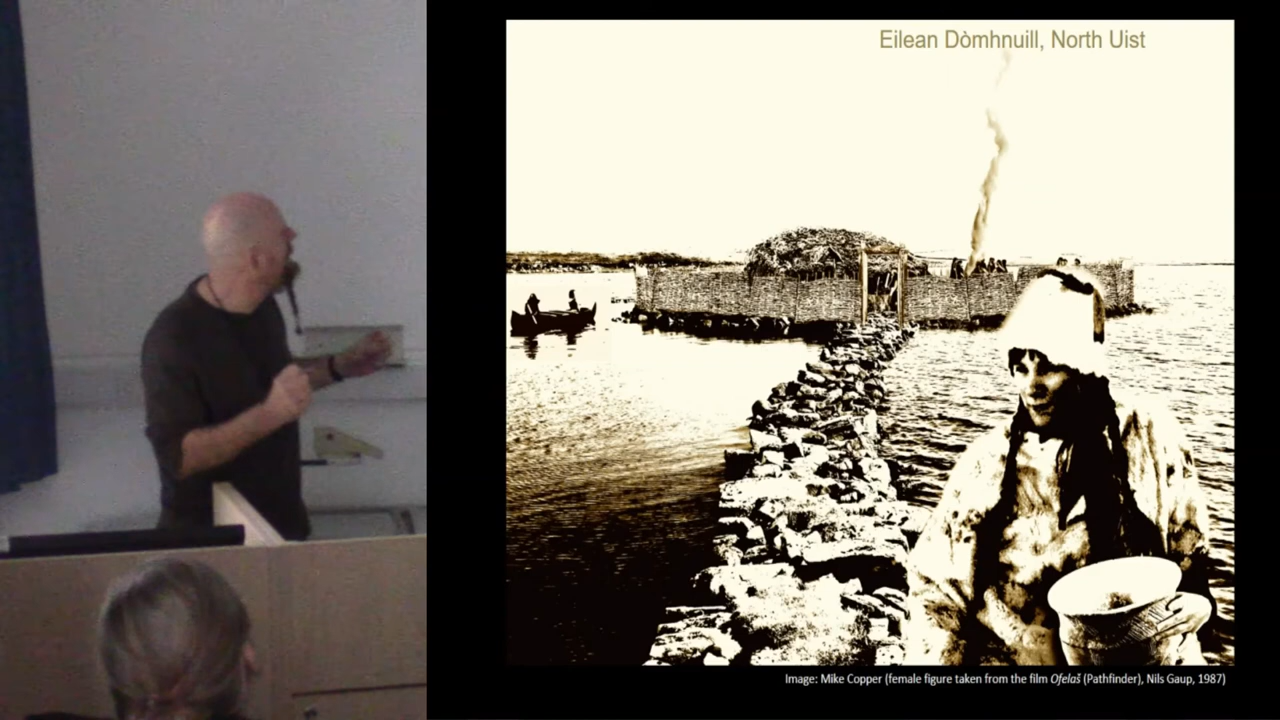 Eilean Dòmhnuill, North Uist
Image: Mike Copper (female figure taken from the film Ofelaš (Pathfinder), Nils Gaup, 1987)